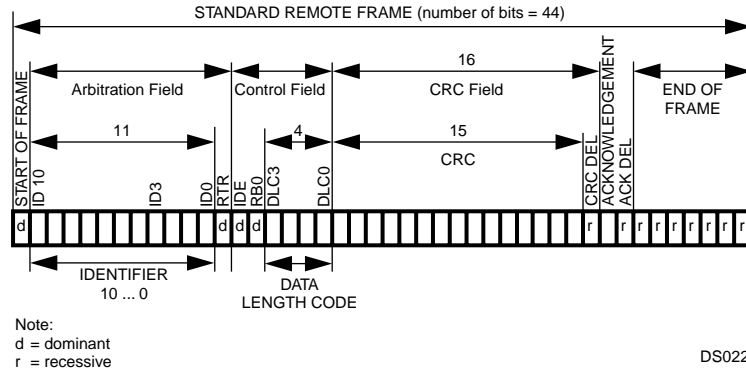 STANDARD REMOTE FRAME (number of bits = 44)
16
Arbitration Field
Control Field
CRC Field
END OF
FRAME
11
4
15
CRC
START OF FRAME
ID 10
ID3
ID0
RTR
IDE
RB0
DLC3
DLC0
CRC DEL
ACKNOWLEDGEMENT
ACK DEL
d d d d r r r r r r r r r
IDENTIFIER
10 ... 0
DATA
LENGTH CODE
Note:
d = dominant
r = recessive
DS022